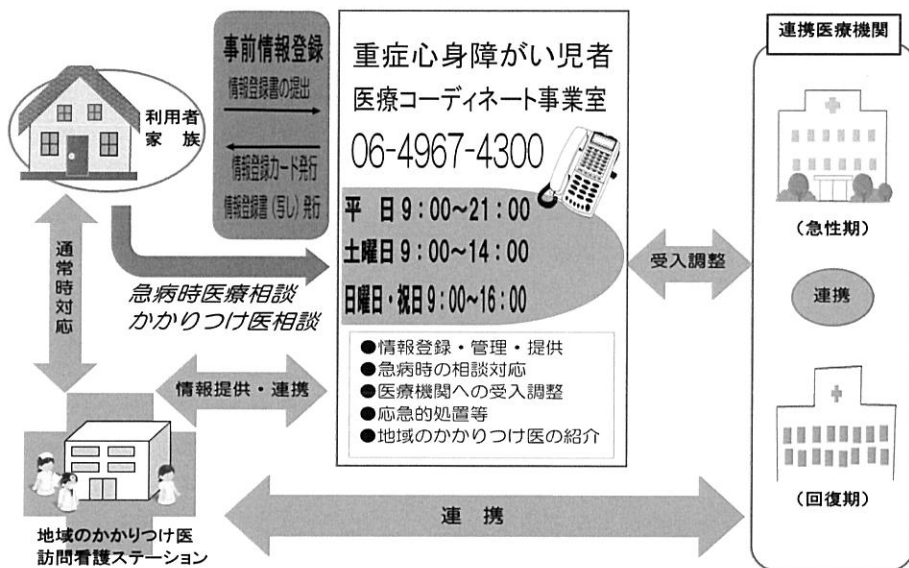 事前情報登録
情報登録書の提出
情報登録カード発行
情報登録書（写し）発行
利用者
家 族
重症心身障がい児者
医療コーディネート事業室
06-4967-4300
平 日 9：00～21：00
土曜日 9：00～14：00
日曜日・祝日 9：00～16：00
●情報登録・管理・提供
●急病時の相談対応
●医療機関への受入調整
●応急的処置等
●地域のかかりつけ医の紹介
通常時対応
急病時医療相談
かかりつけ医相談
情報提供・連携
地域のかかりつけ医
訪問看護ステーション
連 携
受入調整
連携医療機関
（急性期）
連携
（回復期）